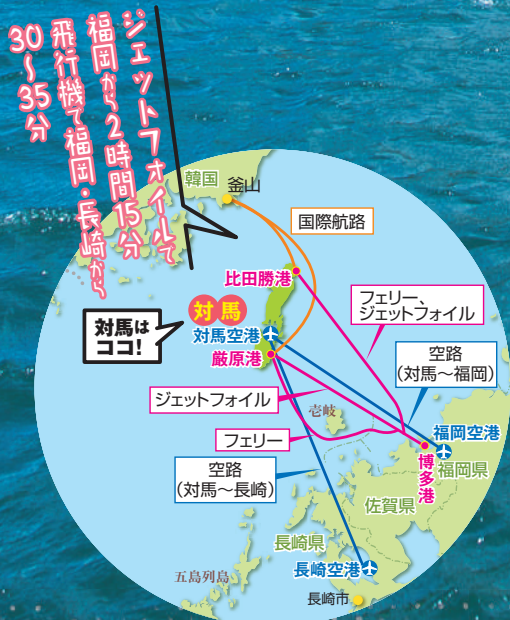 ジェットフォイルで
福岡から2時間15分
飛行機で福岡・長崎から
30〜35分
韓国
釜山
国際航路
比田勝港
対馬
対馬は
ココ!
対馬空港
厳原港
フェリー、
ジェットフォイル
空路
(対馬〜福岡)
ジェットフォイル
壱岐
フェリー
福岡空港
博多港
福岡県
空路
(対馬〜長崎)
佐賀県
長崎県
長崎空港
五島列島
長崎市